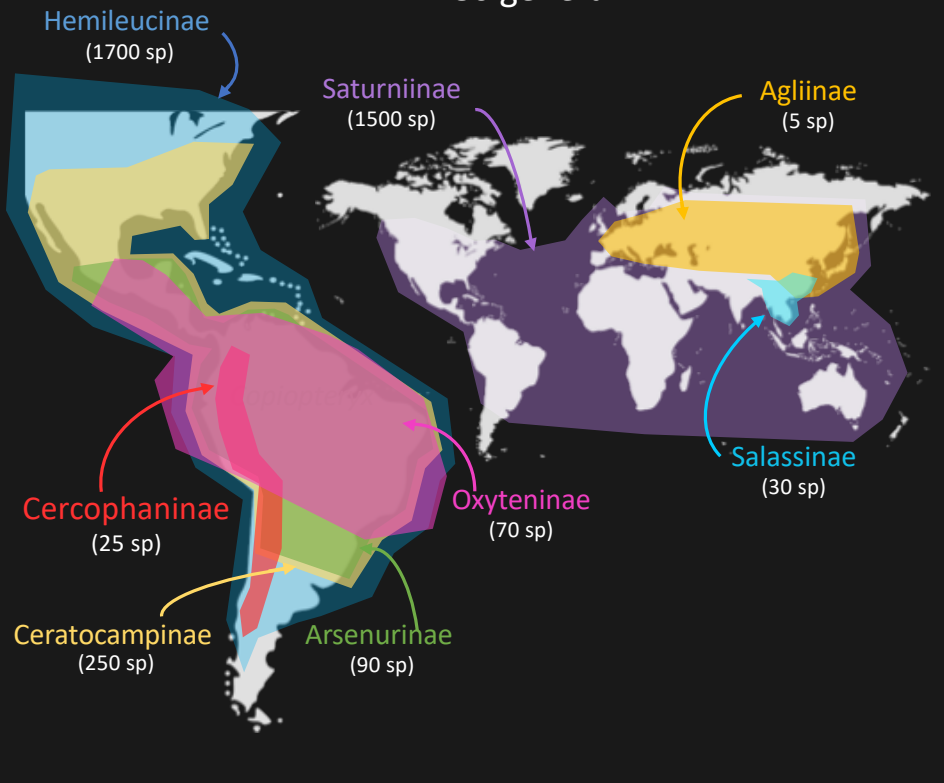 Hemileucinae
(1700 sp)
Saturniinae
(1500 sp)
Agliinae
(5 sp)
Salassinae
(30 sp)
Oxyteninae
(70 sp)
Cercophaninae
(25 sp)
Ceratocampinae
(250 sp)
Arsenurinae
(90 sp)